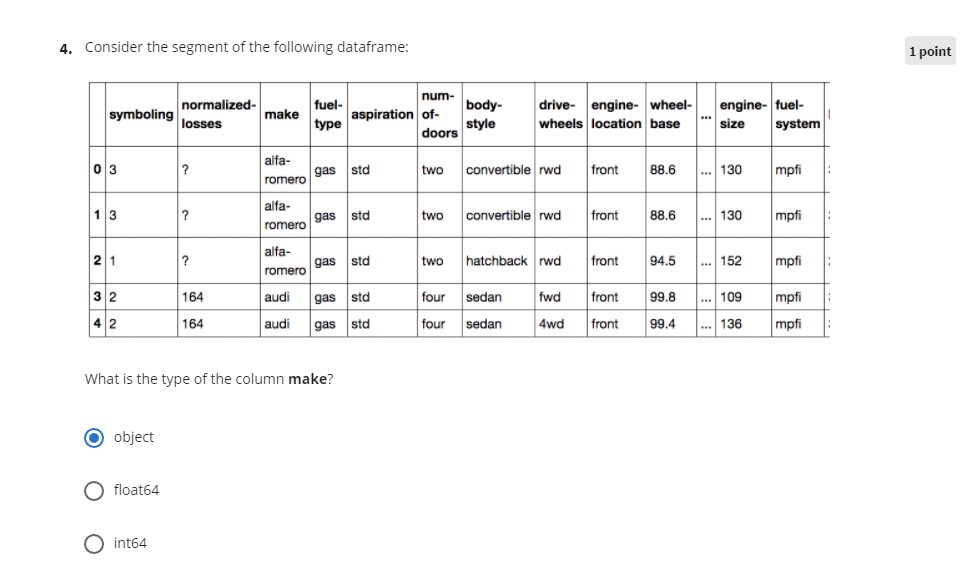 4. Consider the segment of the following dataframe:
1 point
symboling normalized-losses make fuel-type aspiration num-of-doors body-style drive-wheels engine-location wheel-base ... engine-size fuel-system
0 3 ? alfa-romero gas std two convertible rwd front 88.6 ... 130 mpfi
1 3 ? alfa-romero gas std two convertible rwd front 88.6 ... 130 mpfi
2 1 ? alfa-romero gas std two hatchback rwd front 94.5 ... 152 mpfi
3 2 164 audi gas std four sedan fwd front 99.8 ... 109 mpfi
4 2 164 audi gas std four sedan 4wd front 99.4 ... 136 mpfi
What is the type of the column make?
object
float64
int64